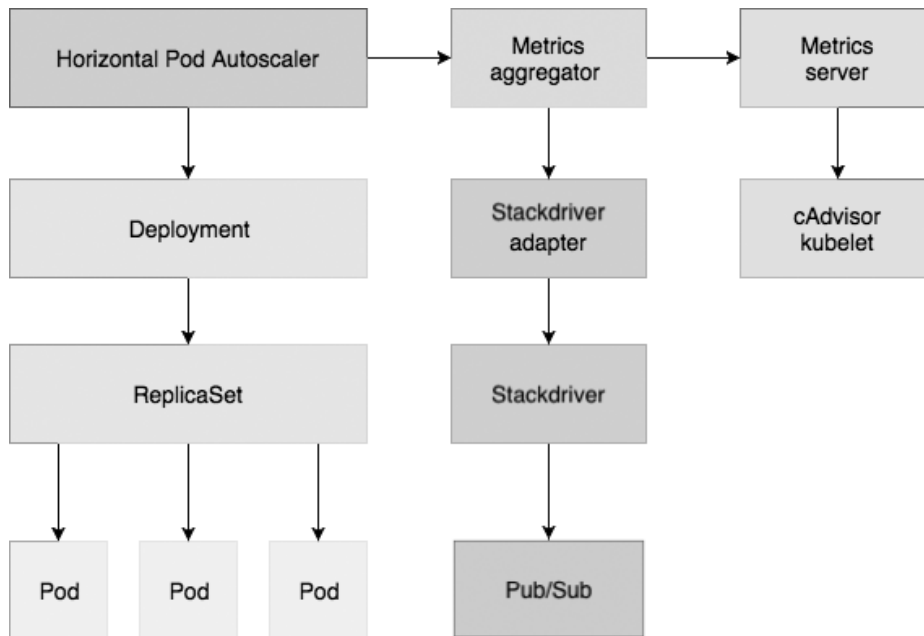 Horizontal Pod Autoscaler
Metrics
aggregator
Metrics
server
Deployment
Stackdriver
adapter
cAdvisor
kubelet
ReplicaSet
Stackdriver
Pod
Pod
Pod
Pub/Sub